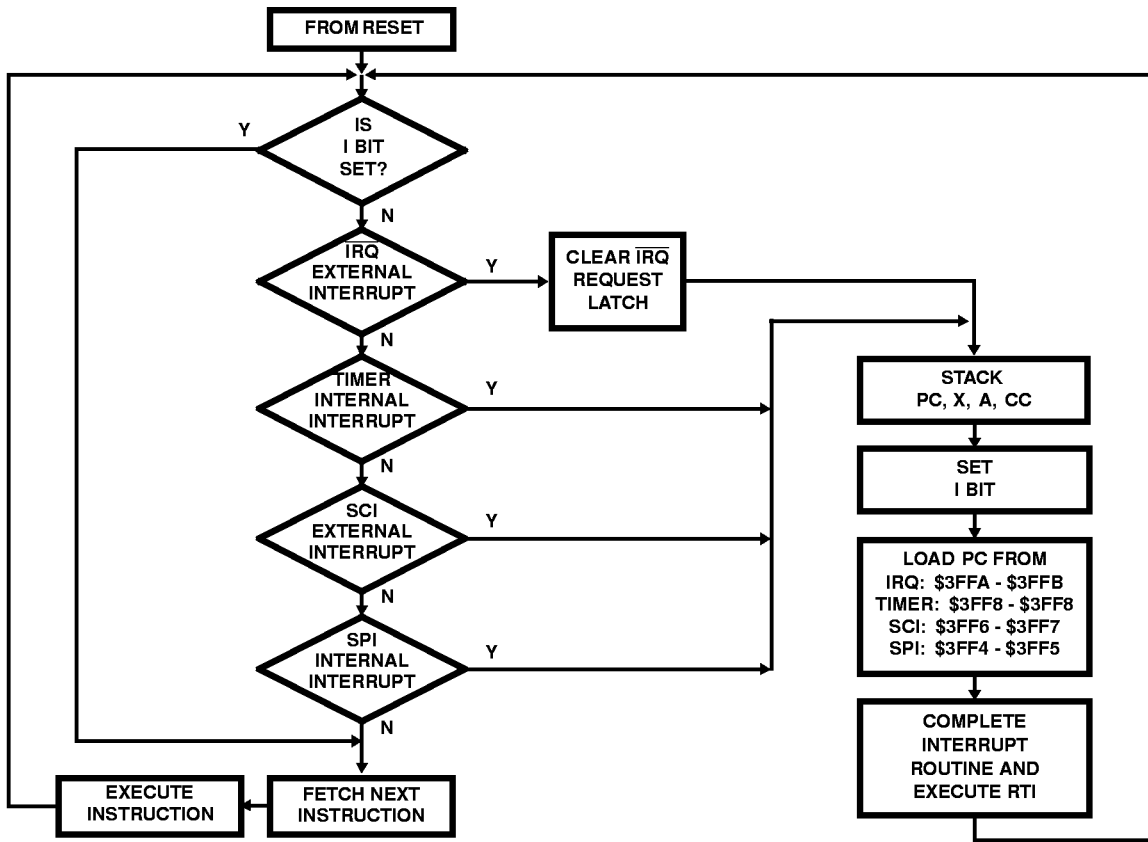 FROM RESET
Y
IS
I BIT
SET?
N
IRQ
EXTERNAL
INTERRUPT
Y
CLEAR IRQ
REQUEST
LATCH
N
TIMER
INTERNAL
INTERRUPT
Y
STACK
PC, X, A, CC
N
SET
I BIT
SCI
EXTERNAL
INTERRUPT
Y
LOAD PC FROM
IRQ: $3FFA - $3FFB
TIMER: $3FF8 - $3FF8
SCI: $3FF6 - $3FF7
SPI: $3FF4 - $3FF5
N
SPI
INTERNAL
INTERRUPT
Y
N
COMPLETE
INTERRUPT
ROUTINE AND
EXECUTE RTI
EXECUTE
INSTRUCTION
FETCH NEXT
INSTRUCTION